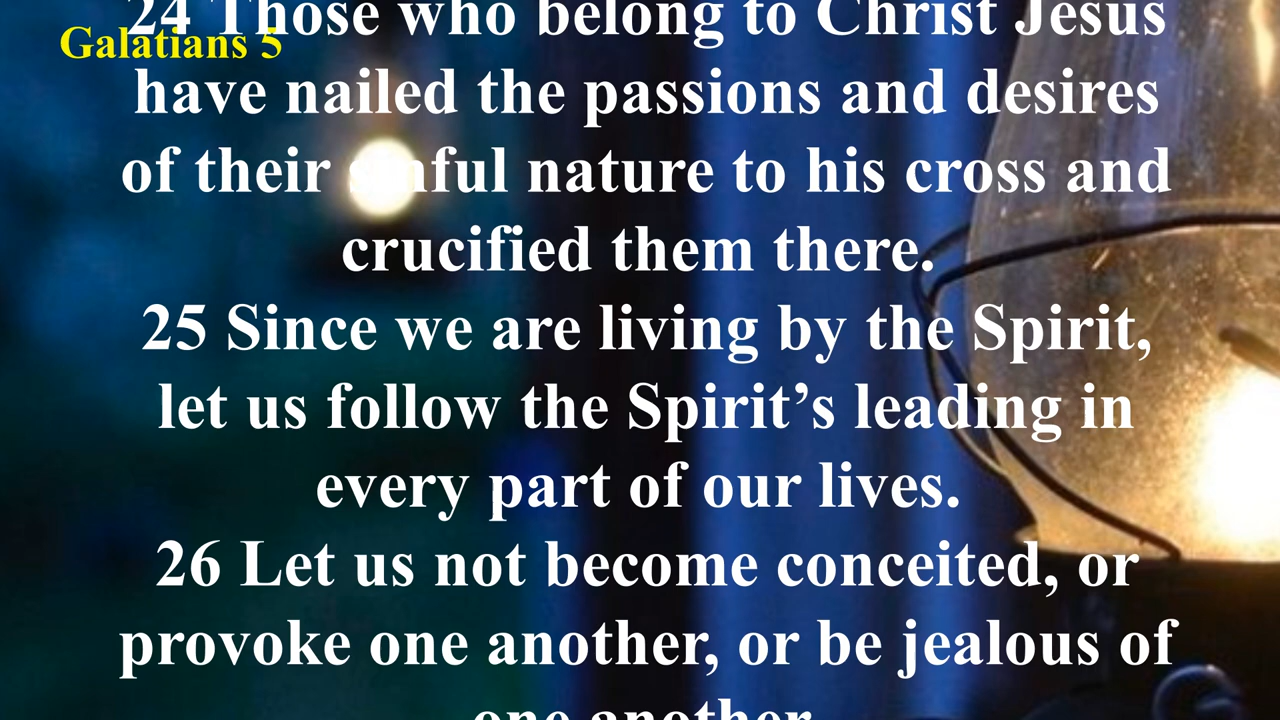 Galatians 5
24 Those who belong to Christ Jesus
have nailed the passions and desires
of their sinful nature to his cross and
crucified them there.
25 Since we are living by the Spirit,
let us follow the Spirit’s leading in
every part of our lives.
26 Let us not become conceited, or
provoke one another, or be jealous of
one another